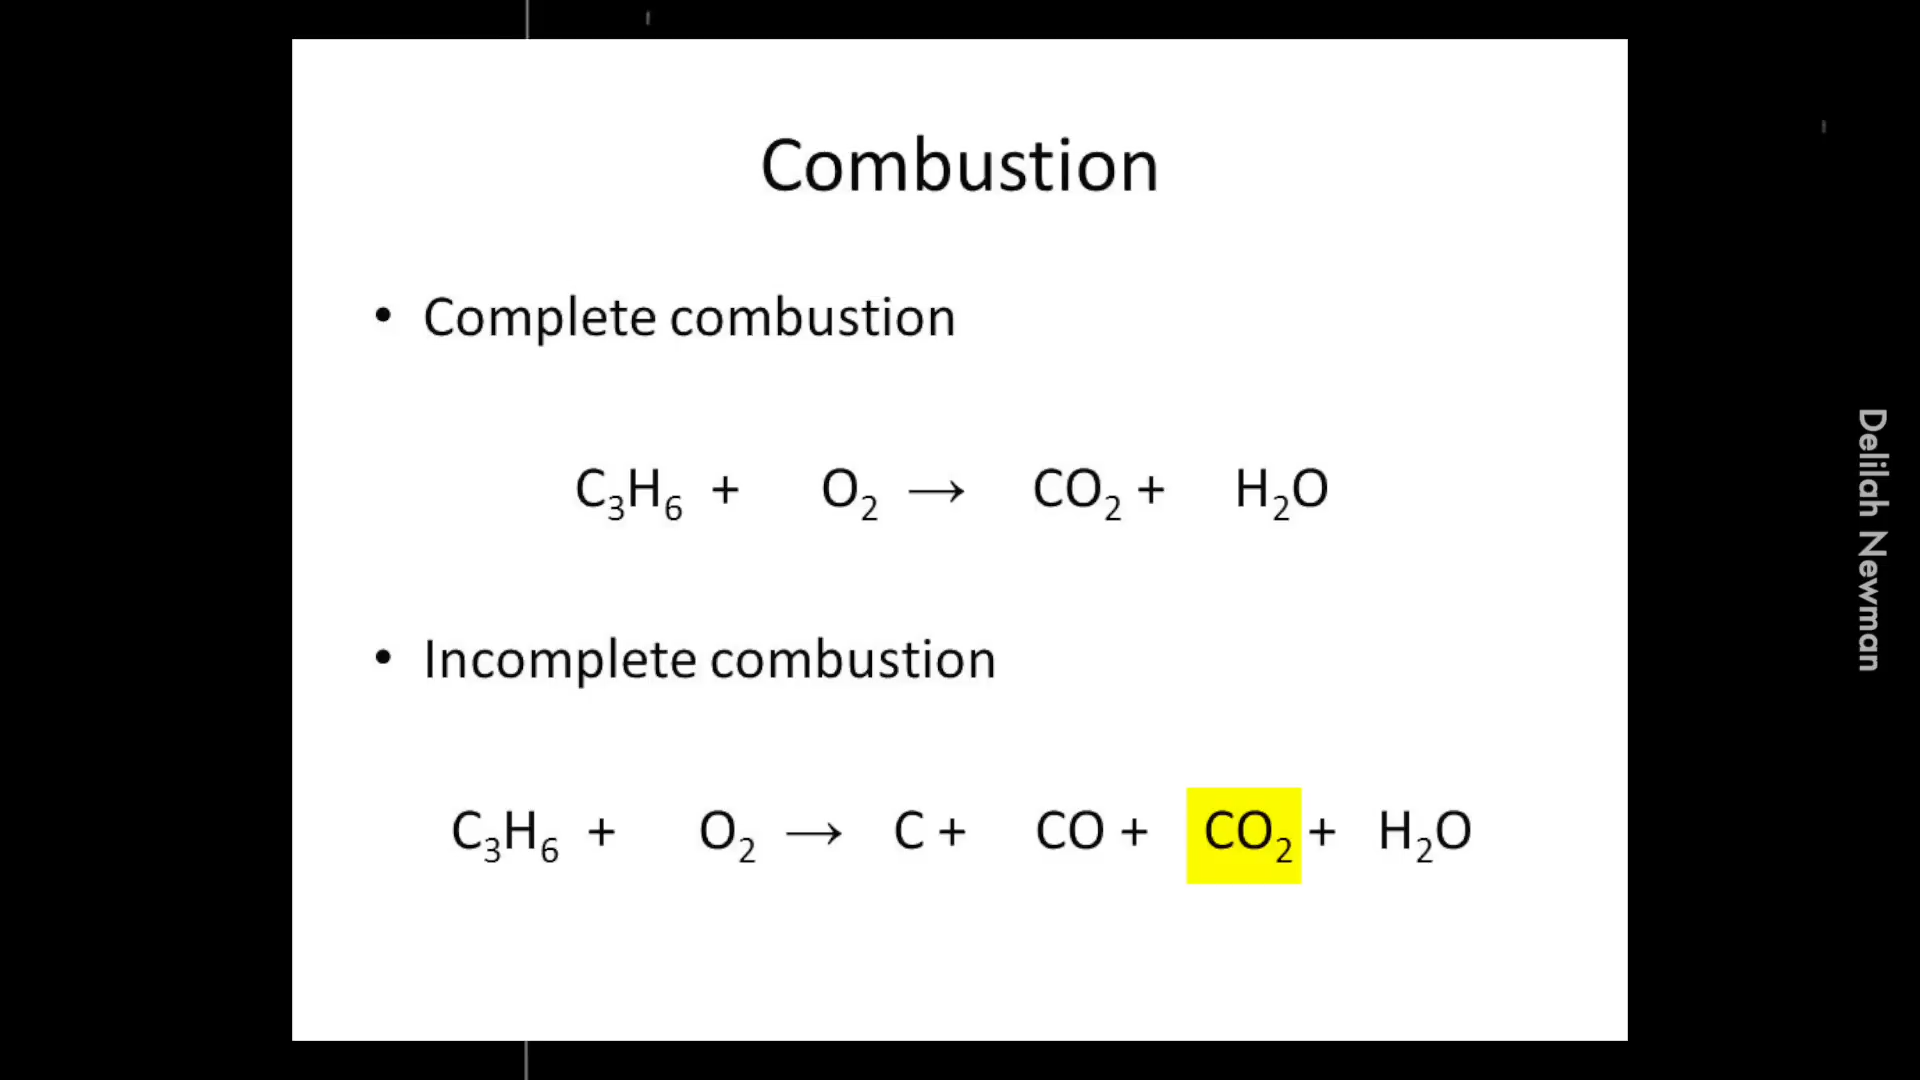 Combustion
• Complete combustion
C₃H₆ + O₂ → CO₂ + H₂O
• Incomplete combustion
C₃H₆ + O₂ → C + CO + CO₂ + H₂O
Delilah Newman